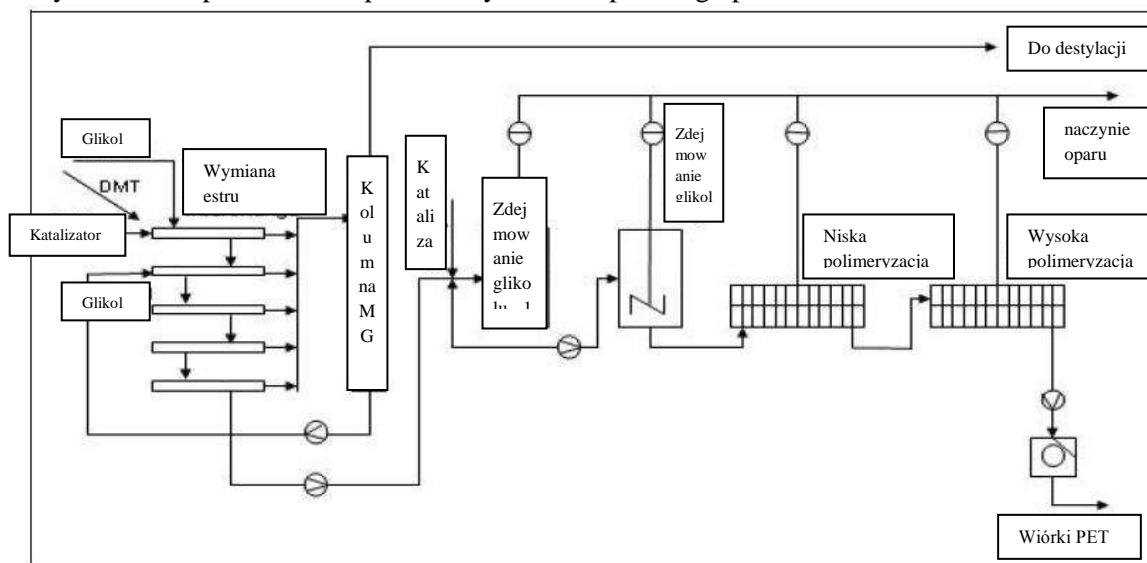 Do destylacji
Glikol
Wymiana
estru
DMT
Katalizator
Glikol
K
ol
u
m
na
M
G
K
at
ali
za
Zdej
mow
anie
gliko
Zdej
mow
anie
glikol
naczynie
oparu
Niska
polimeryzacja
Wysoka
polimeryzacja
Wiórki PET